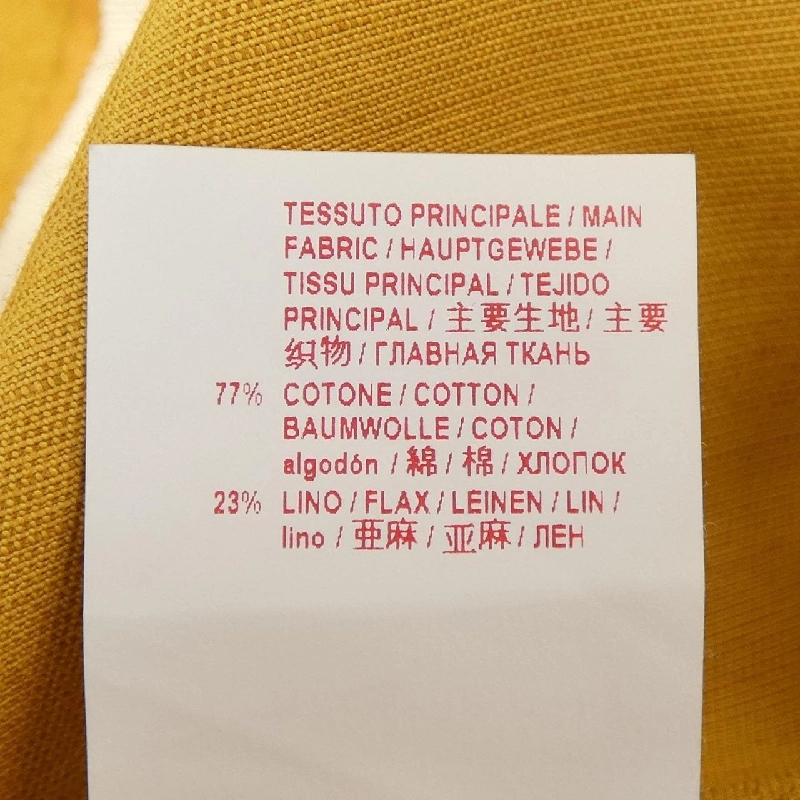 TESSUTO PRINCIPALE / MAIN
FABRIC / HAUPTGEWEBE /
TISSU PRINCIPAL / TEJIDO
PRINCIPAL / 主要生地 / 主要
织物 / ГЛАВНАЯ ТКАНЬ
77% COTONE / COTTON /
BAUMWOLLE / COTON /
algodón / 綿 / 棉 / ХЛОПОК
23% LINO / FLAX / LEINEN / LIN /
lino / 亜麻 / 亚麻 / ЛЕН